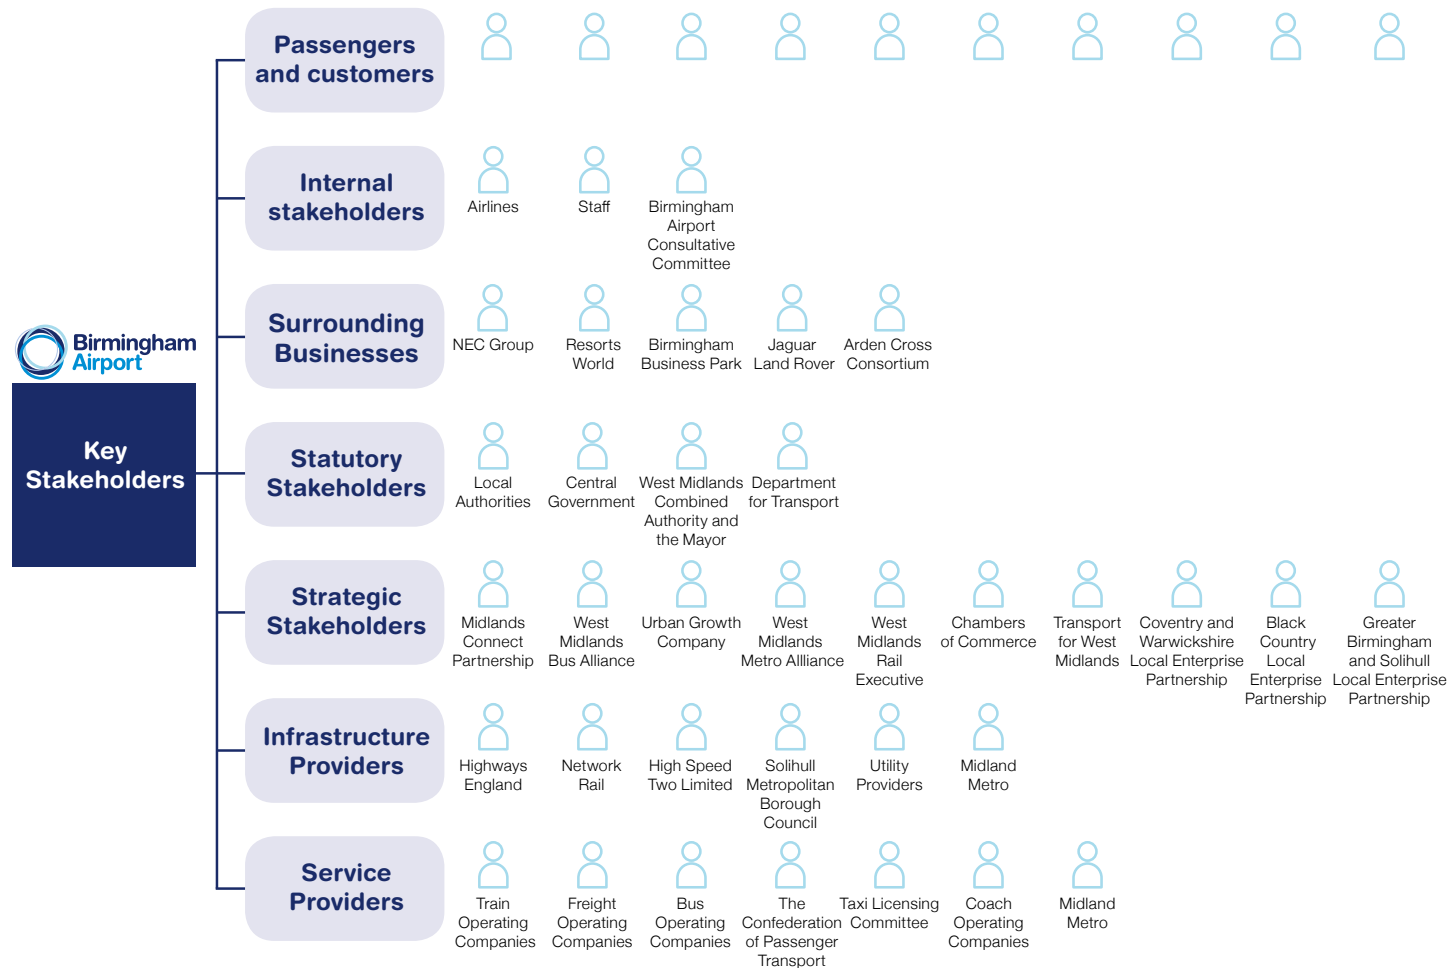 Birmingham
Airport
Key
Stakeholders
Passengers
and customers
Internal
stakeholders
Airlines
Staff
Birmingham
Airport
Consultative
Committee
Surrounding
Businesses
NEC Group
Resorts
World
Birmingham
Business Park
Jaguar
Land Rover
Arden Cross
Consortium
Statutory
Stakeholders
Local
Authorities
Central
Government
West Midlands
Combined
Authority and
the Mayor
Department
for Transport
Strategic
Stakeholders
Midlands
Connect
Partnership
West
Midlands
Bus Alliance
Urban Growth
Company
West
Midlands
Metro Allliance
West
Midlands
Rail
Executive
Chambers
of Commerce
Transport
for West
Midlands
Coventry and
Warwickshire
Local Enterprise
Partnership
Black
Country
Local
Enterprise
Partnership
Greater
Birmingham
and Solihull
Local Enterprise
Partnership
Infrastructure
Providers
Highways
England
Network
Rail
High Speed
Two Limited
Solihull
Metropolitan
Borough
Council
Utility
Providers
Midland
Metro
Service
Providers
Train
Operating
Companies
Freight
Operating
Companies
Bus
Operating
Companies
The
Confederation
of Passenger
Transport
Taxi Licensing
Committee
Coach
Operating
Companies
Midland
Metro